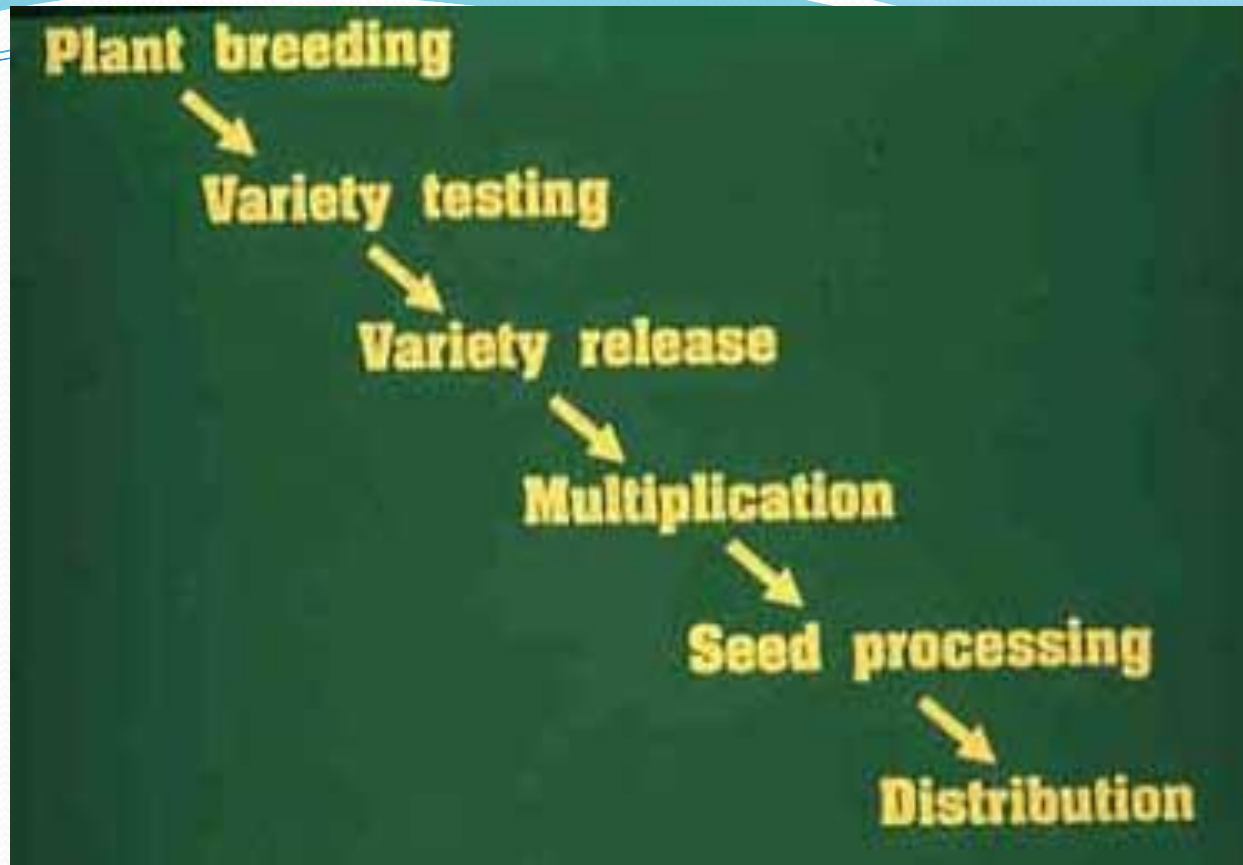 Plant breeding
Variety testing
Variety release
Multiplication
Seed processing
Distribution